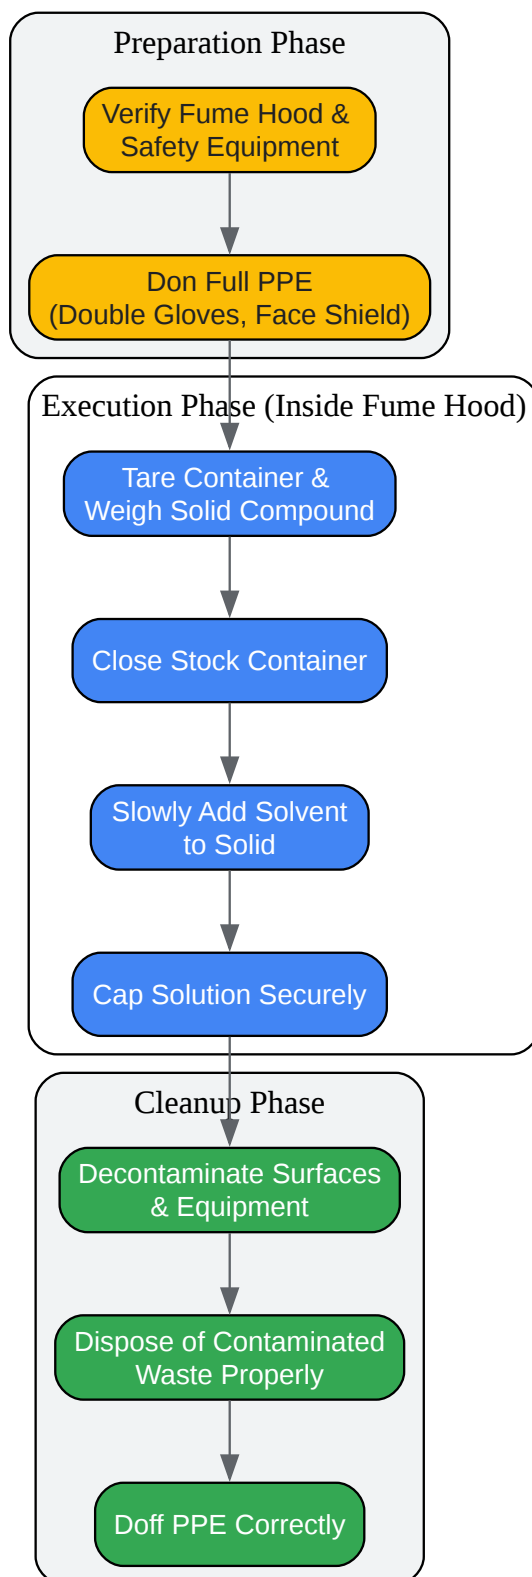 Preparation Phase
Verify Fume Hood &
Safety Equipment
Don Full PPE
(Double Gloves, Face Shield)
Execution Phase (Inside Fume Hood)
Tare Container &
Weigh Solid Compound
Close Stock Container
Slowly Add Solvent
to Solid
Cap Solution Securely
Cleanup Phase
Decontaminate Surfaces
& Equipment
Dispose of Contaminated
Waste Properly
Doff PPE Correctly